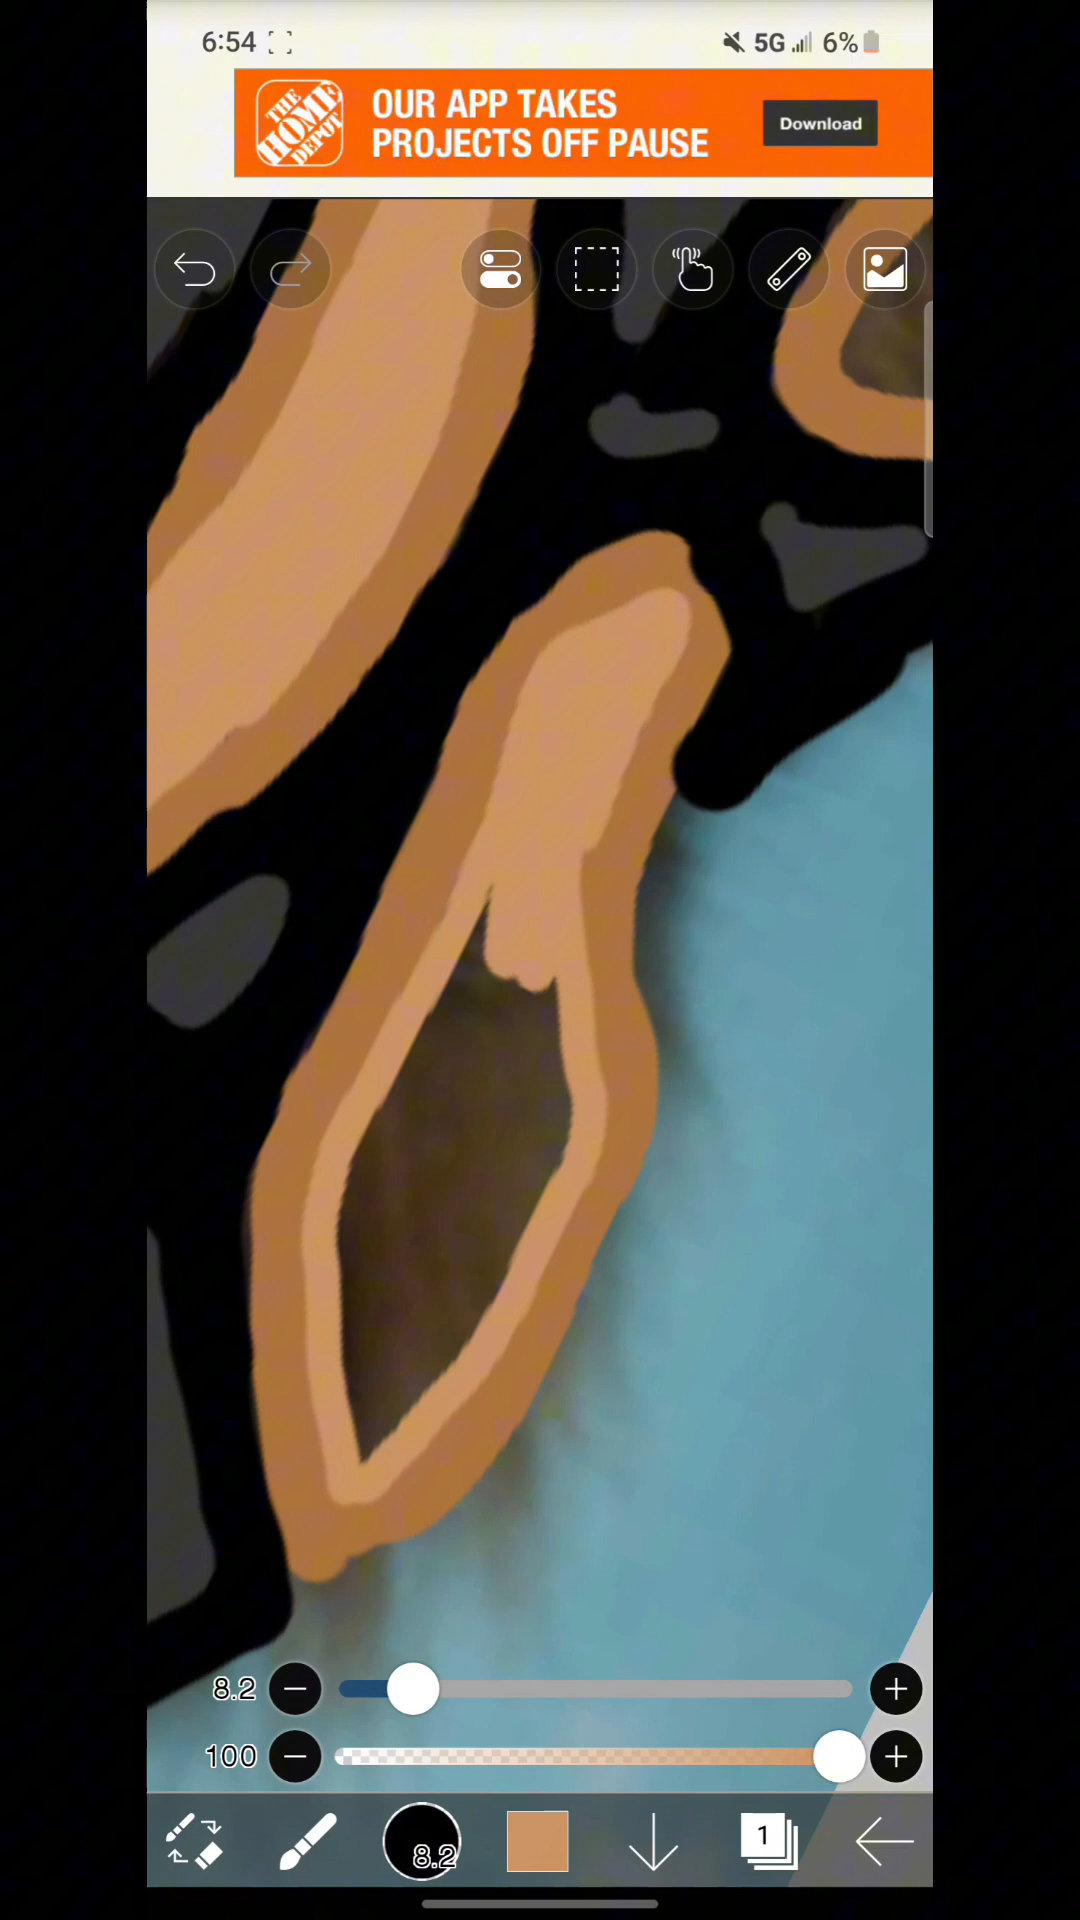 6:54 5G 6%
THE HOME DEPOT
OUR APP TAKES
PROJECTS OFF PAUSE
Download
8.2
100
8.2
1